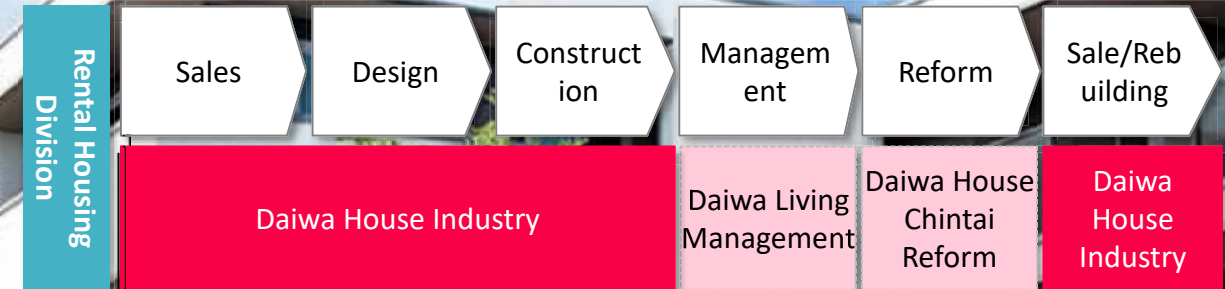 Rental Housing
Division
Sales
Design
Construct
ion
Managem
ent
Reform
Sale/Reb
uilding
Daiwa House Industry
Daiwa Living
Management
Daiwa House
Chintai
Reform
Daiwa
House
Industry